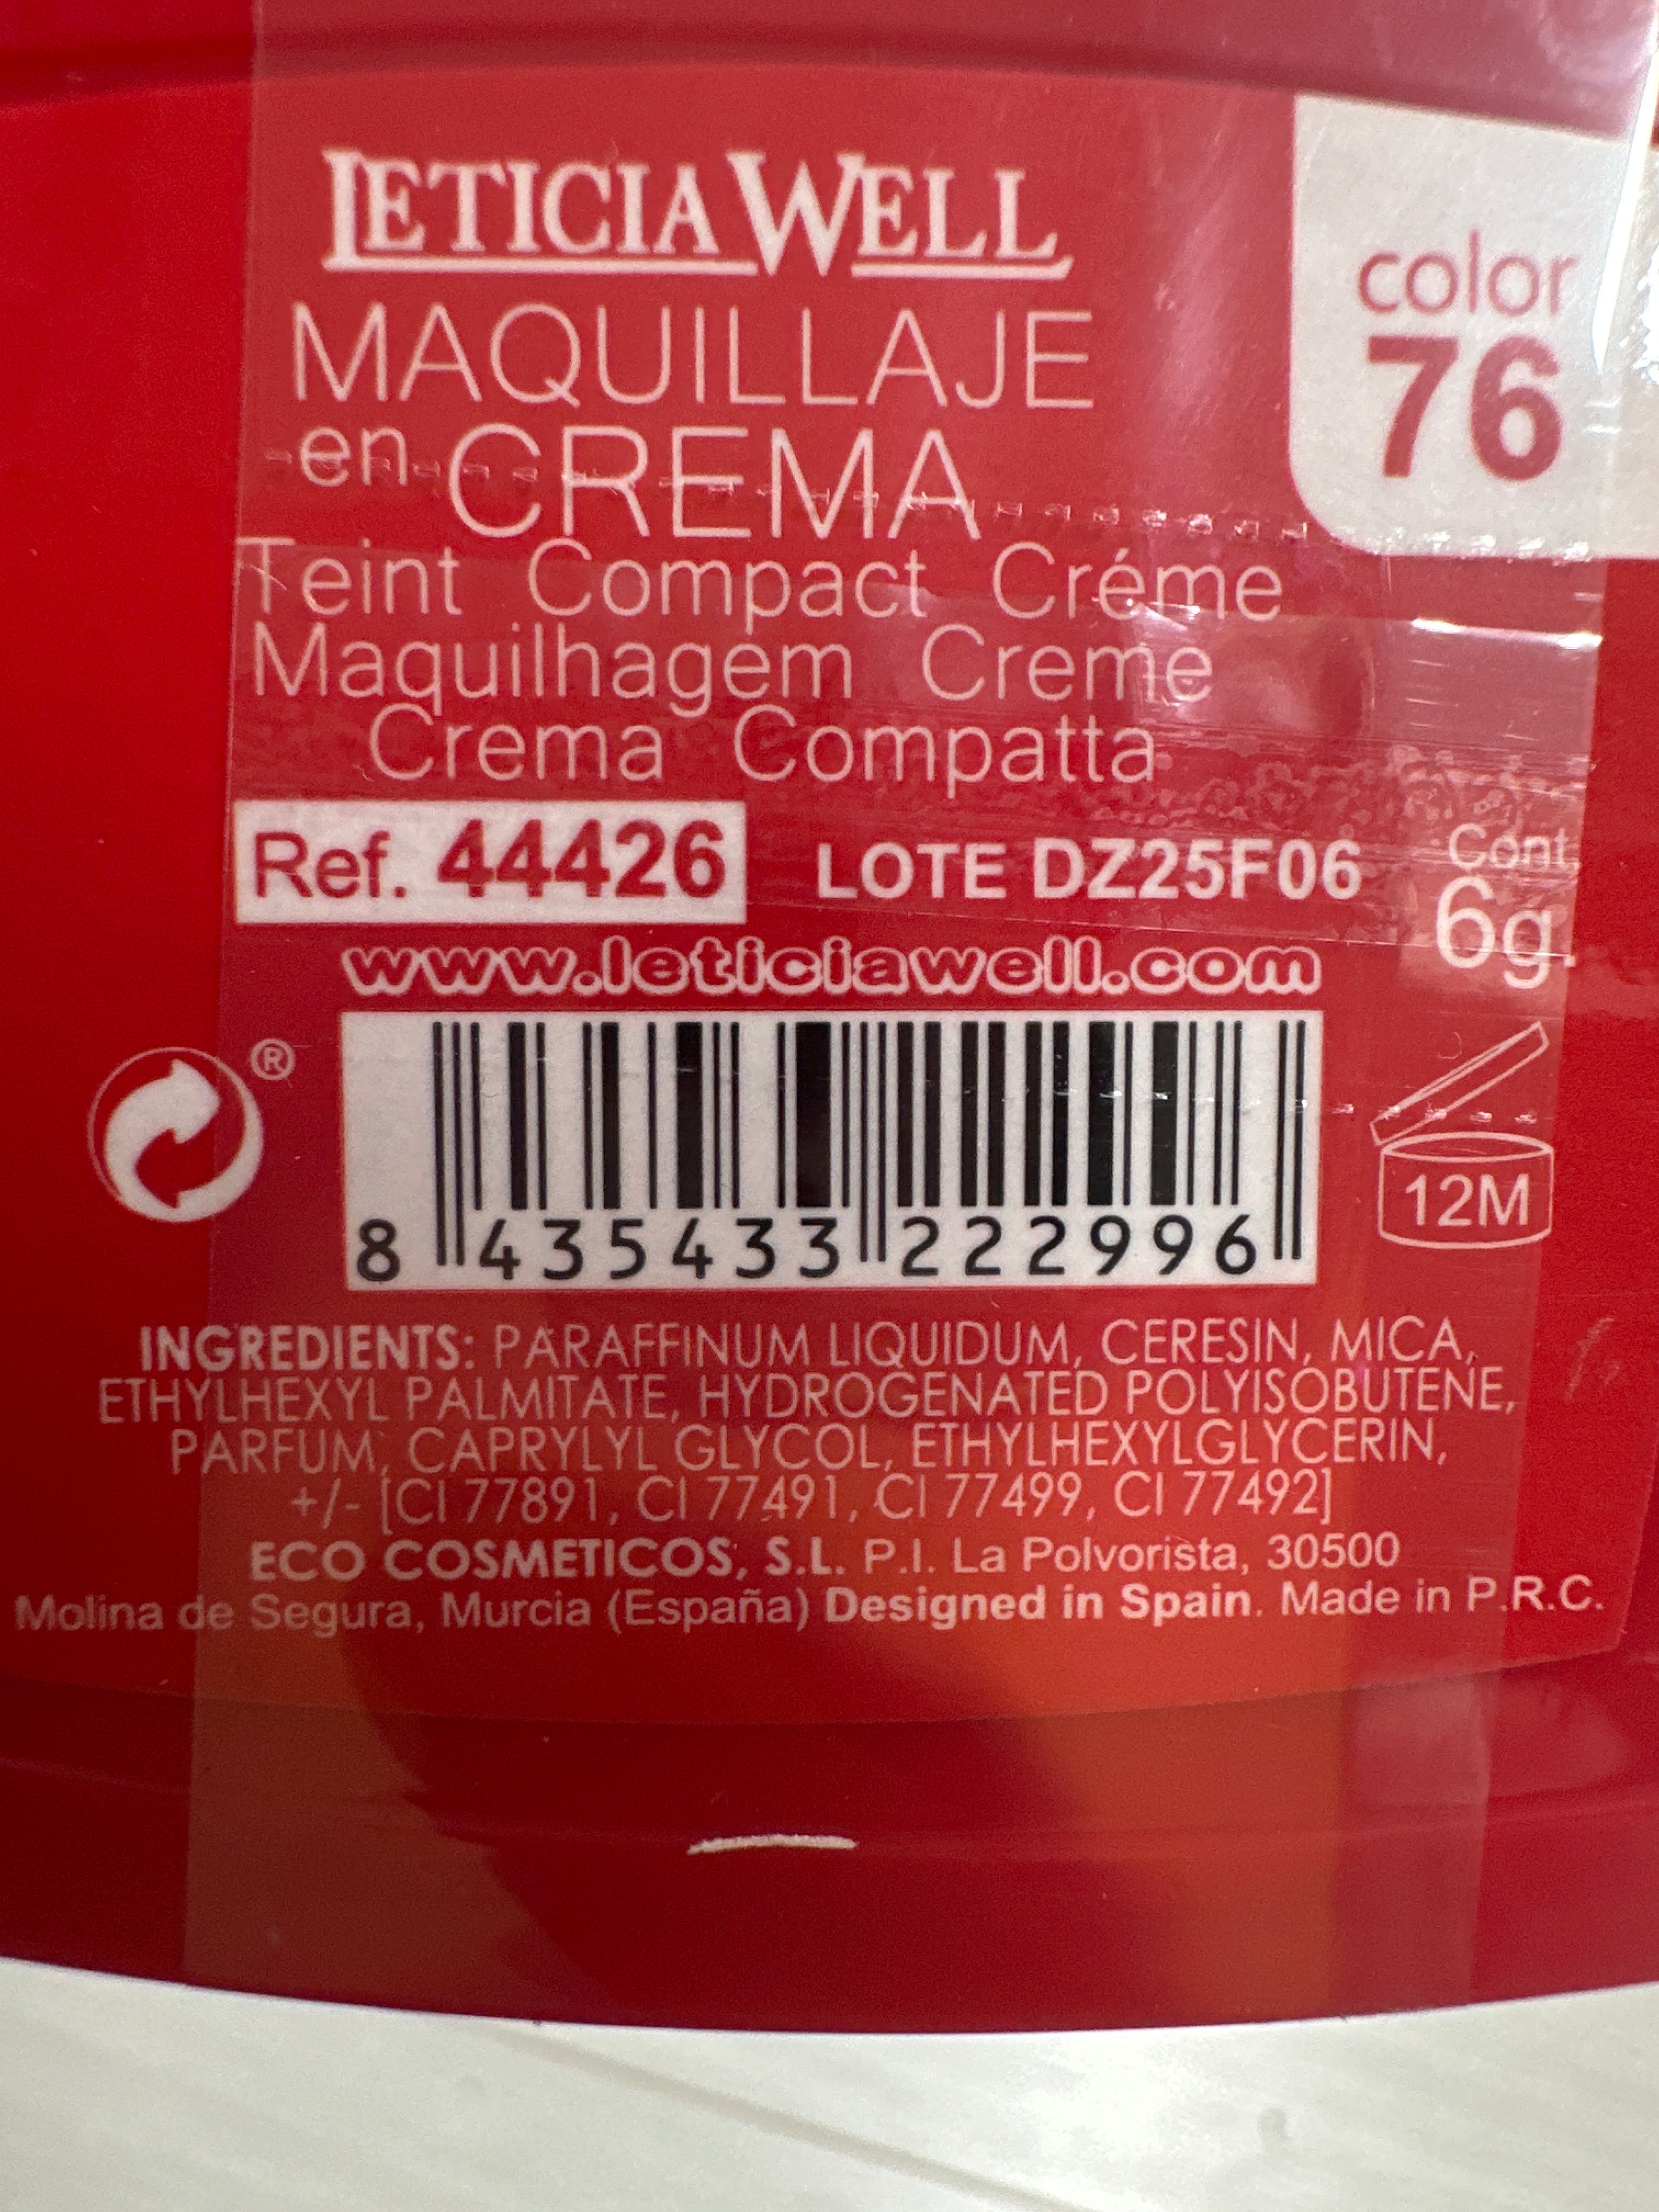 LETICIA WELL
color
76
MAQUILLAJE
en CREMA
Teint Compact Créme
Maquilhagem Creme
Crema Compatta
Ref. 44426 LOTE DZ25F06
Cont.
6g.
www.leticiawell.com
®
8 435433 222996
12M
INGREDIENTS: PARAFFINUM LIQUIDUM, CERESIN, MICA,
ETHYLHEXYL PALMITATE, HYDROGENATED POLYISOBUTENE,
PARFUM, CAPRYLYL GLYCOL, ETHYLHEXYLGLYCERIN,
+/- [CI 77891, CI 77491, CI 77499, CI 77492]
ECO COSMETICOS, S.L. P.I. La Polvorista, 30500
Molina de Segura, Murcia (España) Designed in Spain. Made in P.R.C.